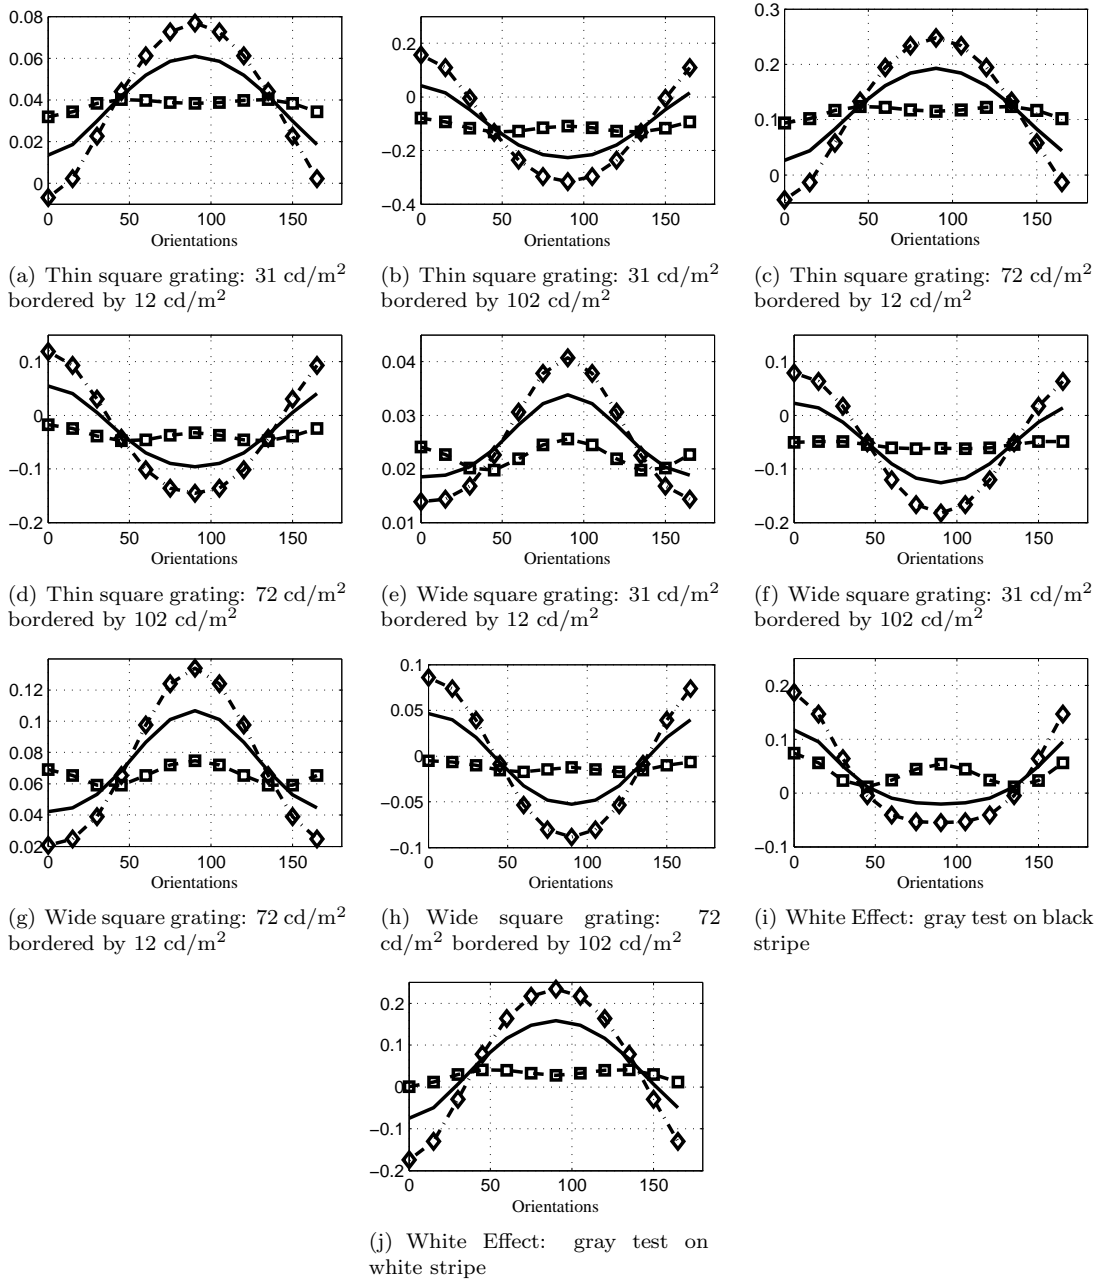 0.08
0.06
0.04
0.02
0
0 50 100 150
Orientations
(a) Thin square grating: 31 cd/m²
bordered by 12 cd/m²
0.2
0
−0.2
−0.4
0 50 100 150
Orientations
(b) Thin square grating: 31 cd/m²
bordered by 102 cd/m²
0.3
0.2
0.1
0
0 50 100 150
Orientations
(c) Thin square grating: 72 cd/m²
bordered by 12 cd/m²
0.1
0
−0.1
−0.2
0 50 100 150
Orientations
(d) Thin square grating: 72 cd/m²
bordered by 102 cd/m²
0.04
0.03
0.02
0.01
0 50 100 150
Orientations
(e) Wide square grating: 31 cd/m²
bordered by 12 cd/m²
0.1
0
−0.1
−0.2
0 50 100 150
Orientations
(f) Wide square grating: 31 cd/m²
bordered by 102 cd/m²
0.12
0.1
0.08
0.06
0.04
0.02
0 50 100 150
Orientations
(g) Wide square grating: 72 cd/m²
bordered by 12 cd/m²
0.1
0.05
0
−0.05
−0.1
0 50 100 150
Orientations
(h) Wide square grating: 72
cd/m² bordered by 102 cd/m²
0.2
0.1
0
−0.1
0 50 100 150
Orientations
(i) White Effect: gray test on black
stripe
0.2
0.1
0
−0.1
−0.2
0 50 100 150
Orientations
(j) White Effect: gray test on
white stripe